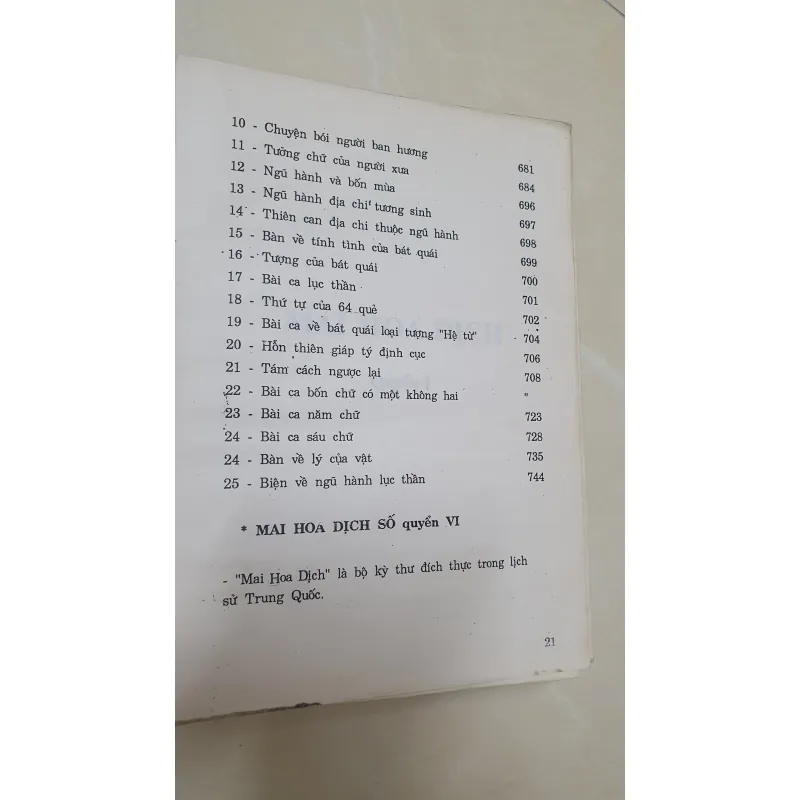 10 - Chuyện bói người ban hương 681
11 - Tưởng chữ của người xưa 684
12 - Ngũ hành và bốn mùa 696
13 - Ngũ hành địa chi tương sinh 697
14 - Thiên can địa chi thuộc ngũ hành 698
15 - Bàn về tính tình của bát quái 699
16 - Tượng của bát quái 700
17 - Bài ca lục thần 701
18 - Thứ tự của 64 quẻ 702
19 - Bài ca về bát quái loại tượng "Hệ từ" 704
20 - Hỗn thiên giáp tý định cục 706
21 - Tám cách ngược lại 708
22 - Bài ca bốn chữ có một không hai "
23 - Bài ca năm chữ 723
24 - Bài ca sáu chữ 728
24 - Bàn về lý của vật 735
25 - Biện về ngũ hành lục thần 744
* MAI HOA DỊCH SỐ quyển VI
- "Mai Hoa Dịch" là bộ kỳ thư đích thực trong lịch
sử Trung Quốc.
21